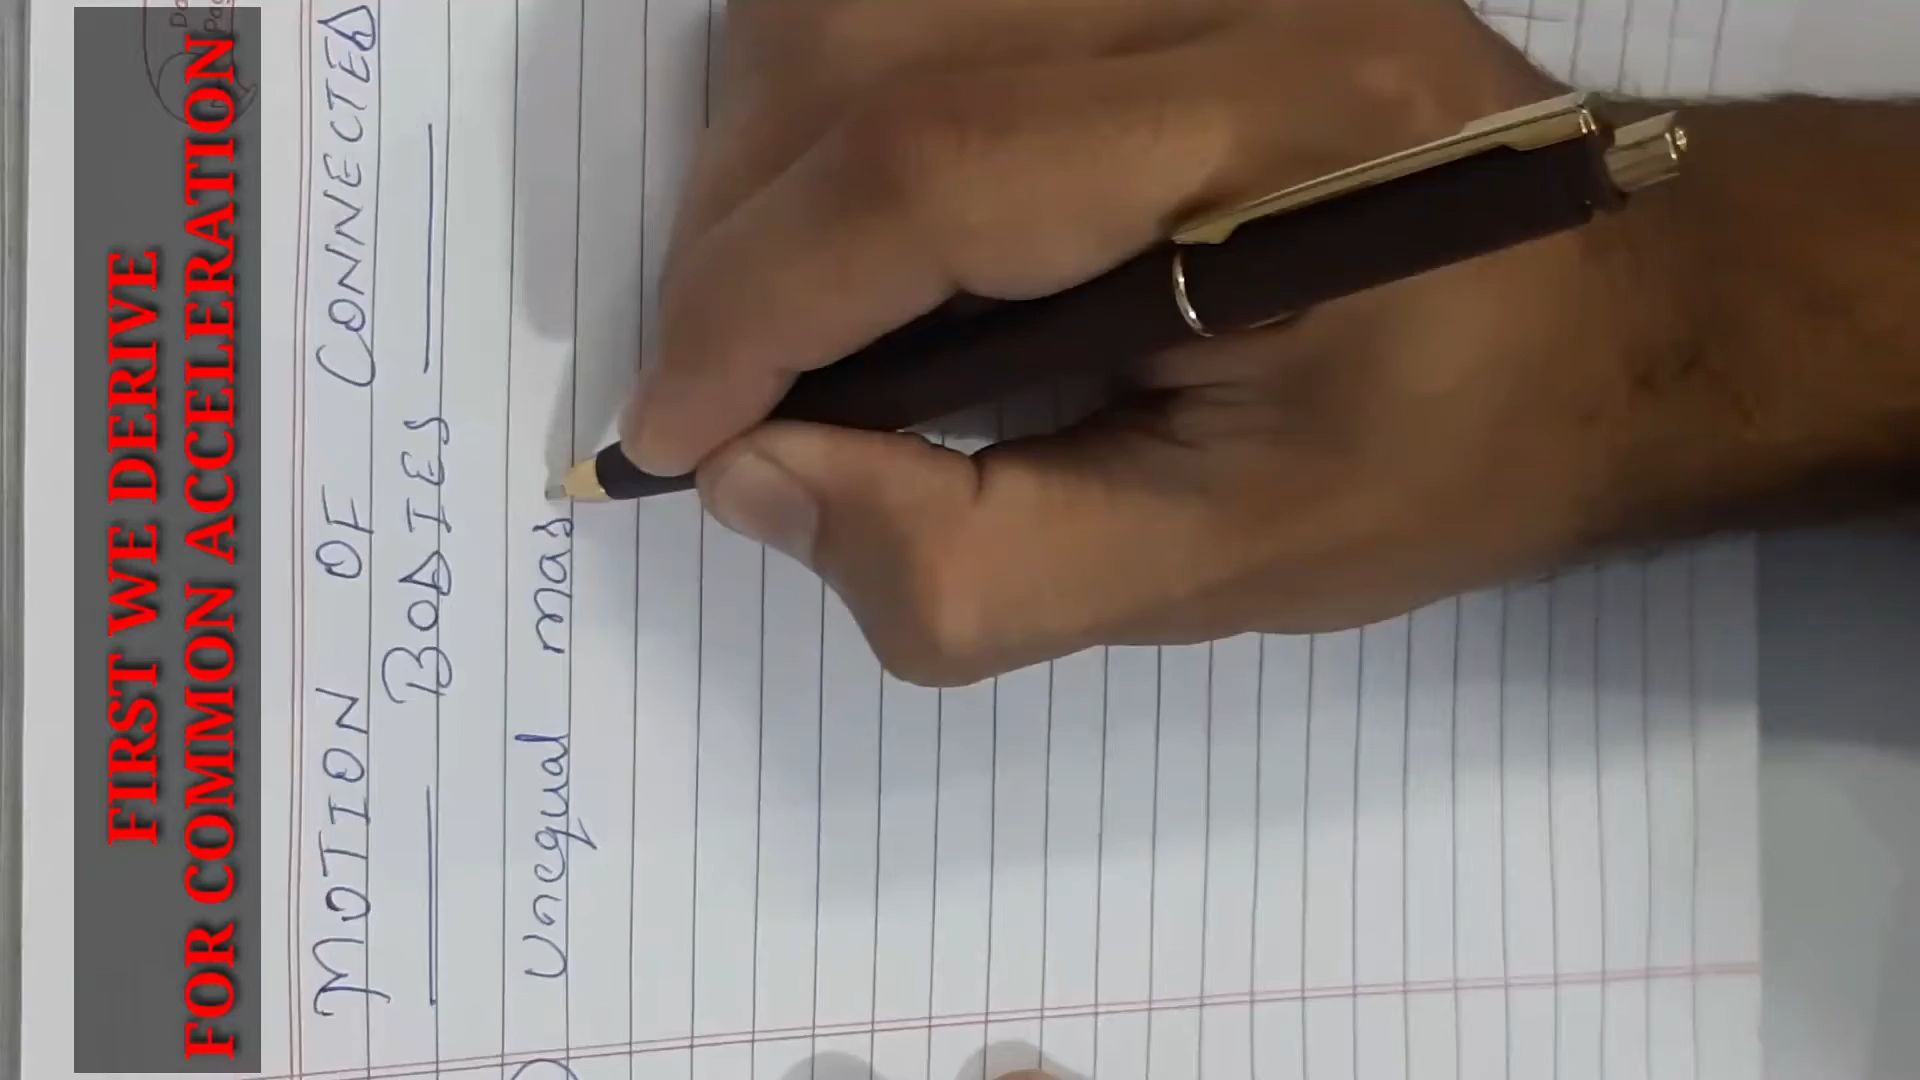 FIRST WE DERIVE
FOR COMMON ACCELERATION
MOTION OF CONNECTED
BODIES
Unequal mas